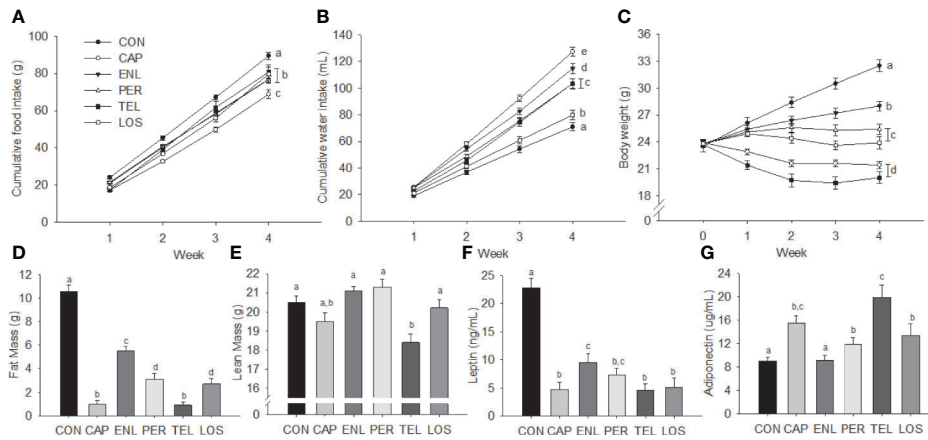 A
Cumulative food intake (g)
100
80
60
40
20
0
CON
CAP
ENL
PER
TEL
LOS
a
b
c
1 2 3 4
Week
B
Cumulative water intake (mL)
160
140
120
100
80
60
40
20
0
e
d
c
b
a
1 2 3 4
Week
C
Body weight (g)
36
33
30
27
24
21
18
0
a
b
c
d
0 1 2 3 4
Week
D
Fat Mass (g)
12
10
8
6
4
2
0
a b c d b d
CON CAP ENL PER TEL LOS
E
Lean Mass (g)
22
21
20
19
18
17
16
0
a a,b a a b a
CON CAP ENL PER TEL LOS
F
Leptin (ng/mL)
25
20
15
10
5
0
a b c b,c b b
CON CAP ENL PER TEL LOS
G
Adiponectin (ug/mL)
24
18
12
6
0
a b,c a b c b
CON CAP ENL PER TEL LOS